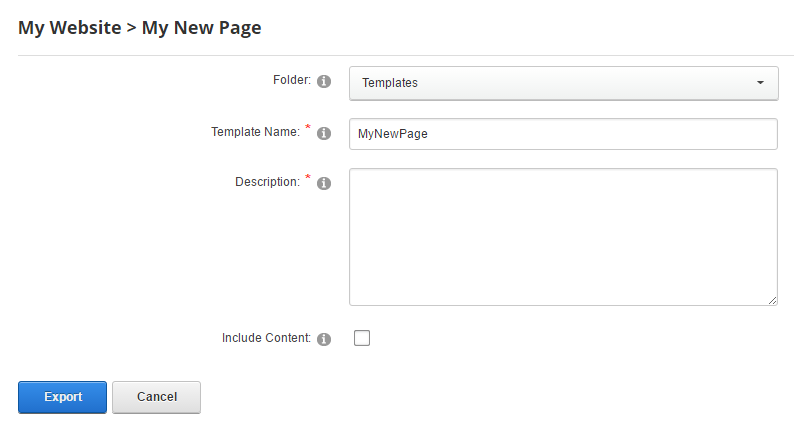 My Website > My New Page
Folder:
Templates
Template Name: *
MyNewPage
Description: *
Include Content:
Export Cancel